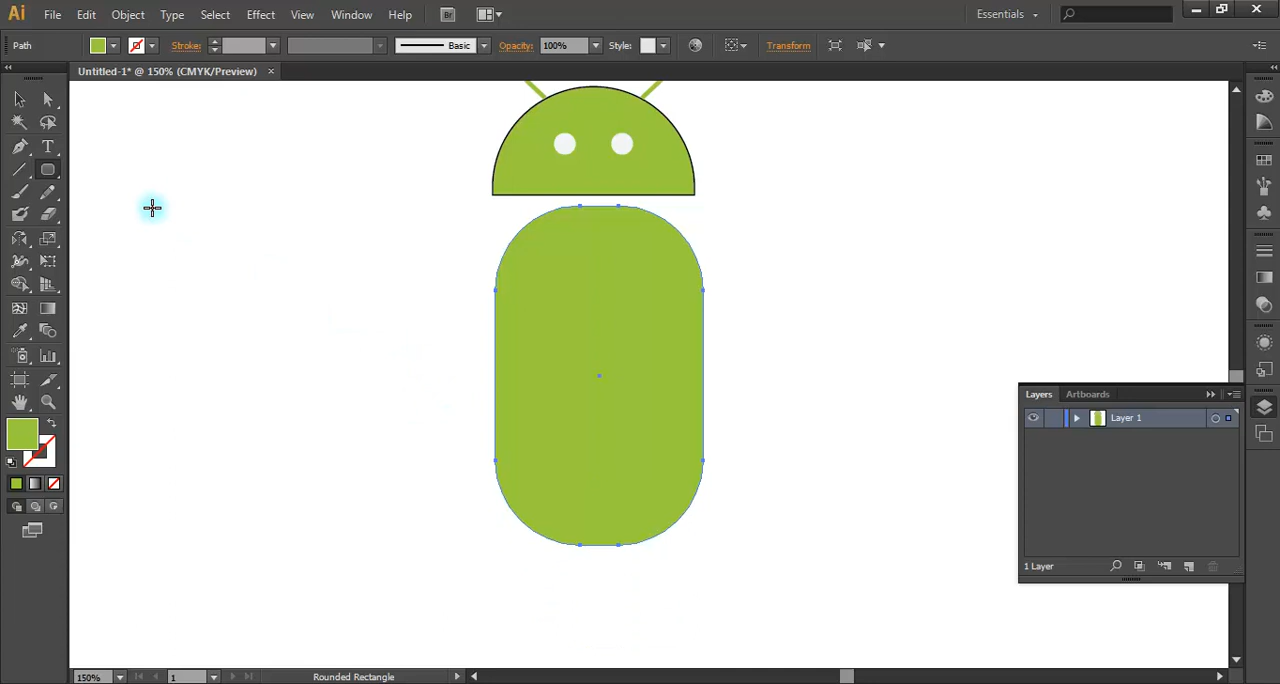 Ai File Edit Object Type Select Effect View Window Help Br Essentials
Path Stroke: Basic Opacity: 100% Style: Transform
Untitled-1* @ 150% (CMYK/Preview) ×
T
Layers Artboards
Layer 1
1 Layer
150% 1 Rounded Rectangle